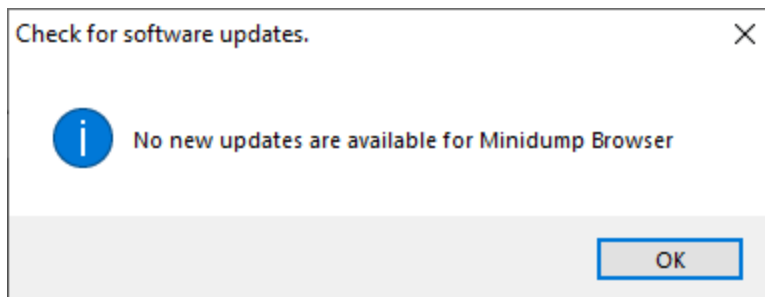 Check for software updates.
No new updates are available for Minidump Browser
OK